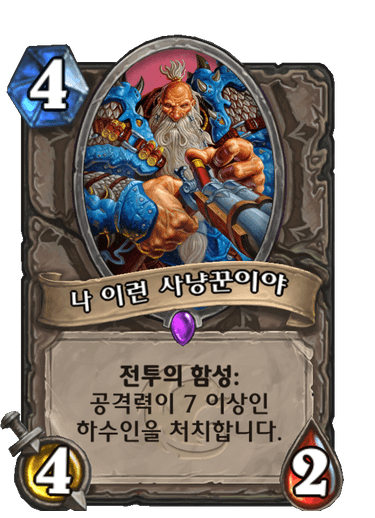 4
나 이런 사냥꾼이야
전투의 함성:
공격력이 7 이상인
하수인을 처치합니다.
4
2